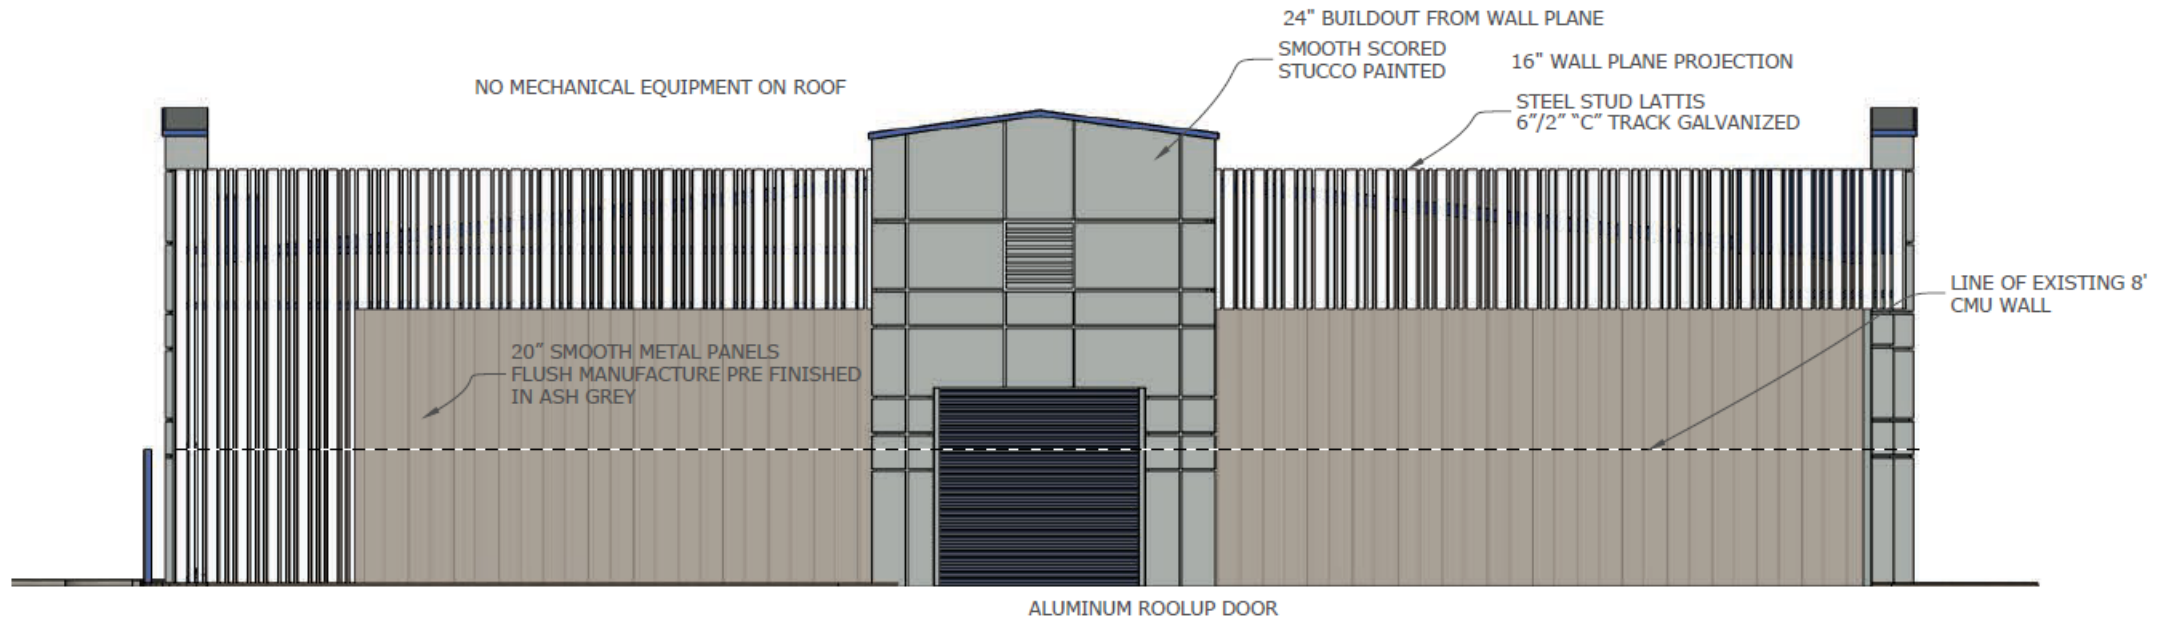 24" BUILDOUT FROM WALL PLANE
SMOOTH SCORED
STUCCO PAINTED
16" WALL PLANE PROJECTION
NO MECHANICAL EQUIPMENT ON ROOF
STEEL STUD LATTIS
6”/2” “C” TRACK GALVANIZED
LINE OF EXISTING 8'
CMU WALL
20” SMOOTH METAL PANELS
FLUSH MANUFACTURE PRE FINISHED
IN ASH GREY
ALUMINUM ROOLUP DOOR